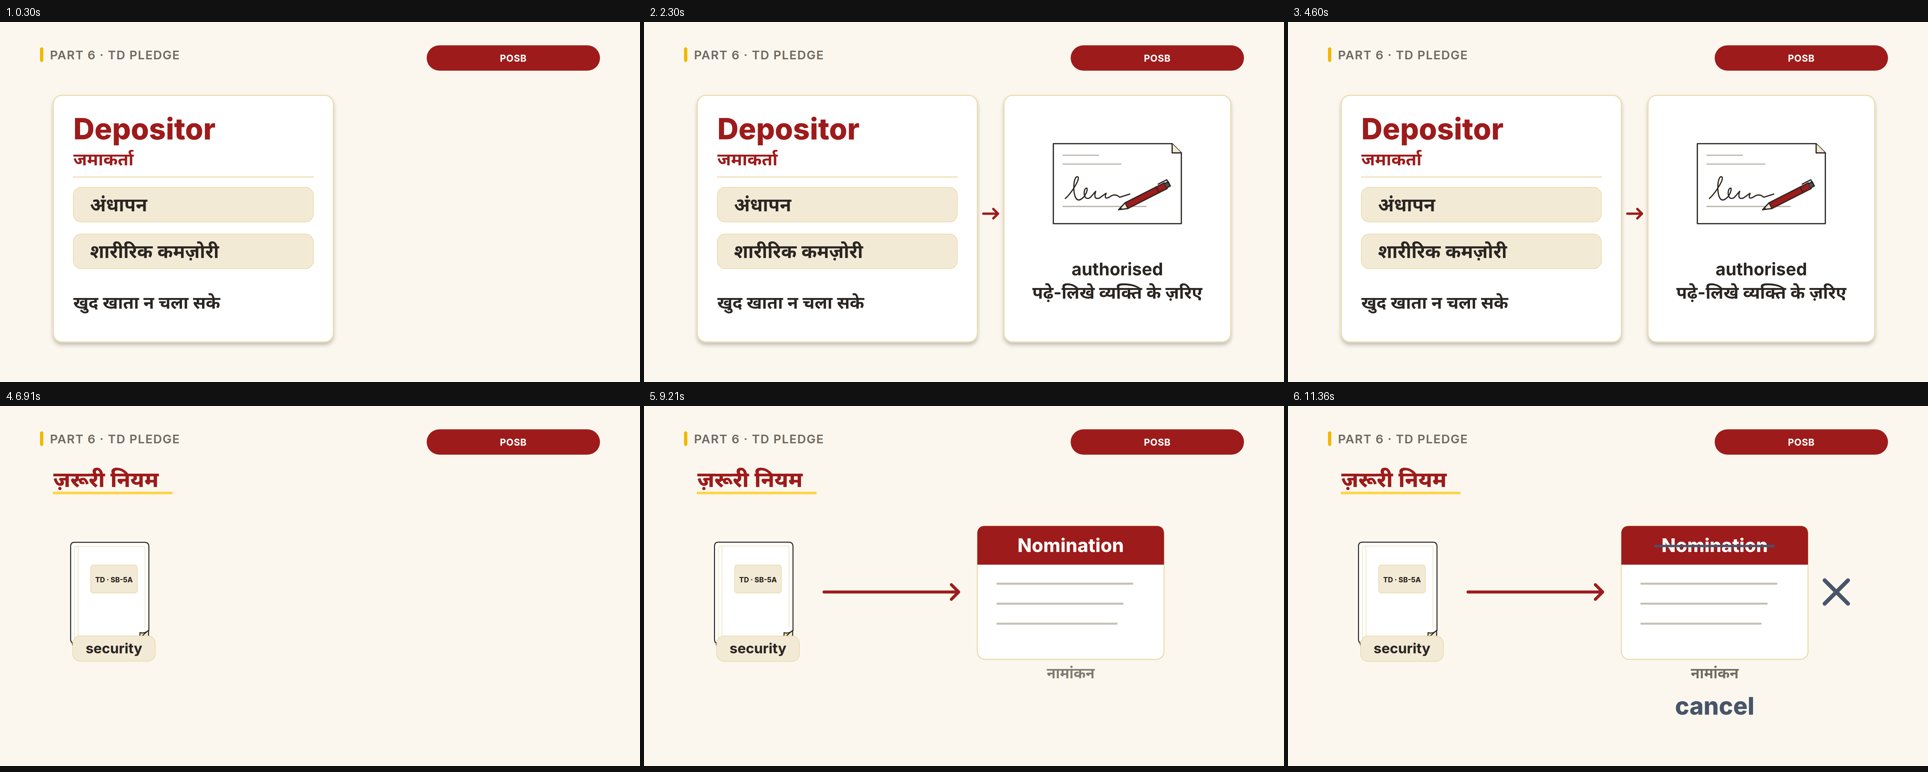 1. 0.30s
PART 6 · TD PLEDGE
POSB
Depositor
जमाकर्ता
अंधापन
शारीरिक कमज़ोरी
खुद खाता न चला सके
2. 2.30s
PART 6 · TD PLEDGE
POSB
Depositor
जमाकर्ता
अंधापन
शारीरिक कमज़ोरी
खुद खाता न चला सके
authorised
पढ़े-लिखे व्यक्ति के ज़रिए
3. 4.60s
PART 6 · TD PLEDGE
POSB
Depositor
जमाकर्ता
अंधापन
शारीरिक कमज़ोरी
खुद खाता न चला सके
authorised
पढ़े-लिखे व्यक्ति के ज़रिए
4. 6.91s
PART 6 · TD PLEDGE
POSB
ज़रूरी नियम
TD · SB-5A
security
5. 9.21s
PART 6 · TD PLEDGE
POSB
ज़रूरी नियम
TD · SB-5A
security
Nomination
नामांकन
6. 11.36s
PART 6 · TD PLEDGE
POSB
ज़रूरी नियम
TD · SB-5A
security
Nomination
नामांकन
cancel